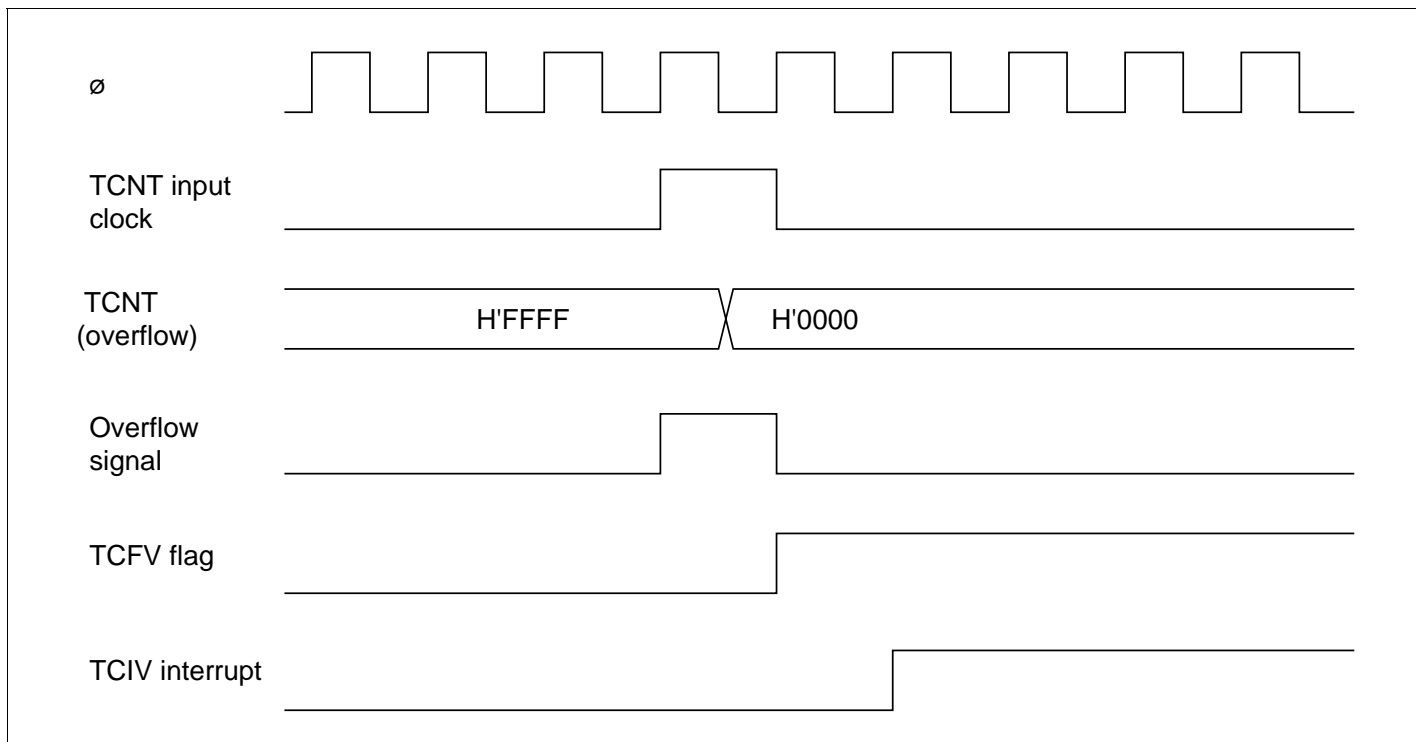 ø
TCNT input
clock
TCNT
(overflow)
H'FFFF
H'0000
Overflow
signal
TCFV flag
TCIV interrupt